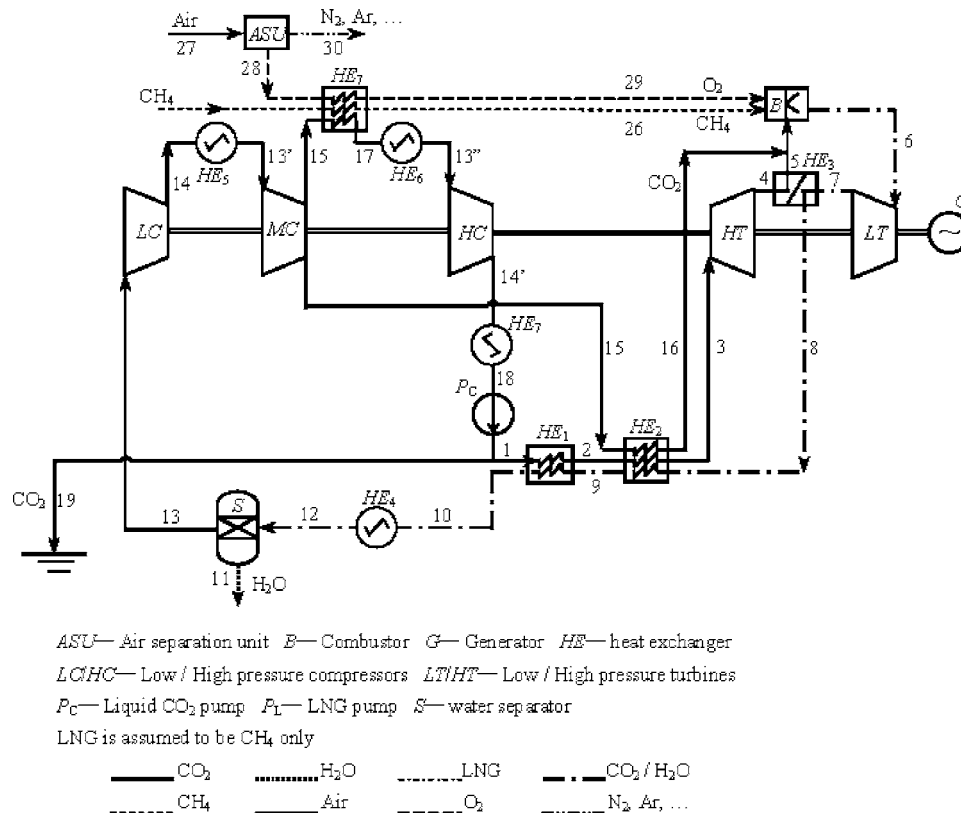 Air
N₂, Ar, …
ASU
27
30
28
HE₇
29
O₂
CH₄
B
26
CH₄
6
15
17
13'
13''
14
HE₅
HE₆
CO₂
5
HE₃
4
7
LC
MC
HC
HT
LT
14'
HE₇
15
16
3
8
18
P_C
1
HE₁
2
HE₂
9
CO₂
19
13
S
12
HE₄
10
11
H₂O
ASU— Air separation unit B— Combustor G— Generator HE— heat exchanger
LC/HC— Low / High pressure compressors LT/HT— Low / High pressure turbines
P_C— Liquid CO₂ pump P_L— LNG pump S— water separator
LNG is assumed to be CH₄ only
CO₂ H₂O LNG CO₂ / H₂O
CH₄ Air O₂ N₂, Ar, …